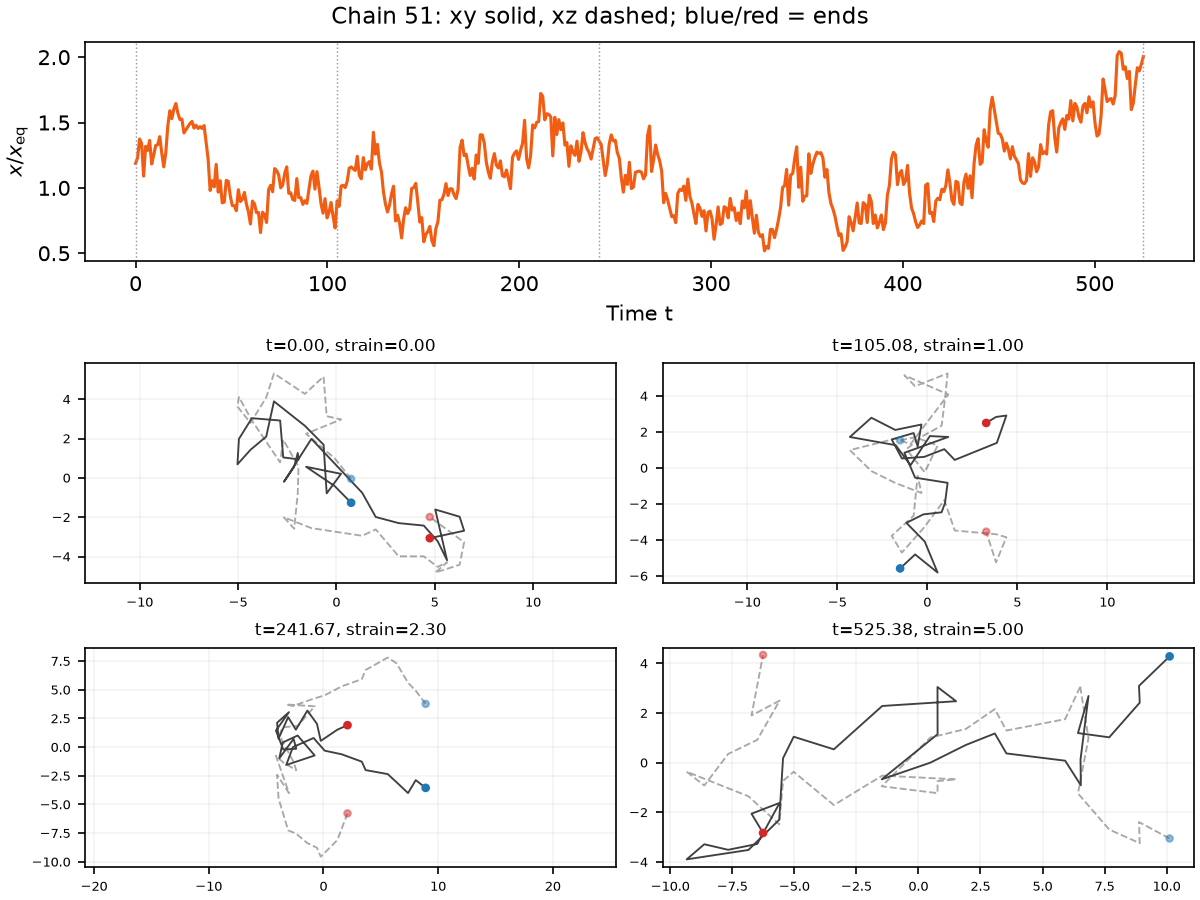 Chain 51: xy solid, xz dashed; blue/red = ends
2.0
1.5
1.0
0.5
x/x_eq
0 100 200 300 400 500
Time t
t=0.00, strain=0.00
4
2
0
−2
−4
−10 −5 0 5 10
t=105.08, strain=1.00
4
2
0
−2
−4
−6
−10 −5 0 5 10
t=241.67, strain=2.30
7.5
5.0
2.5
0.0
−2.5
−5.0
−7.5
−10.0
−20 −10 0 10 20
t=525.38, strain=5.00
4
2
0
−2
−4
−10.0 −7.5 −5.0 −2.5 0.0 2.5 5.0 7.5 10.0